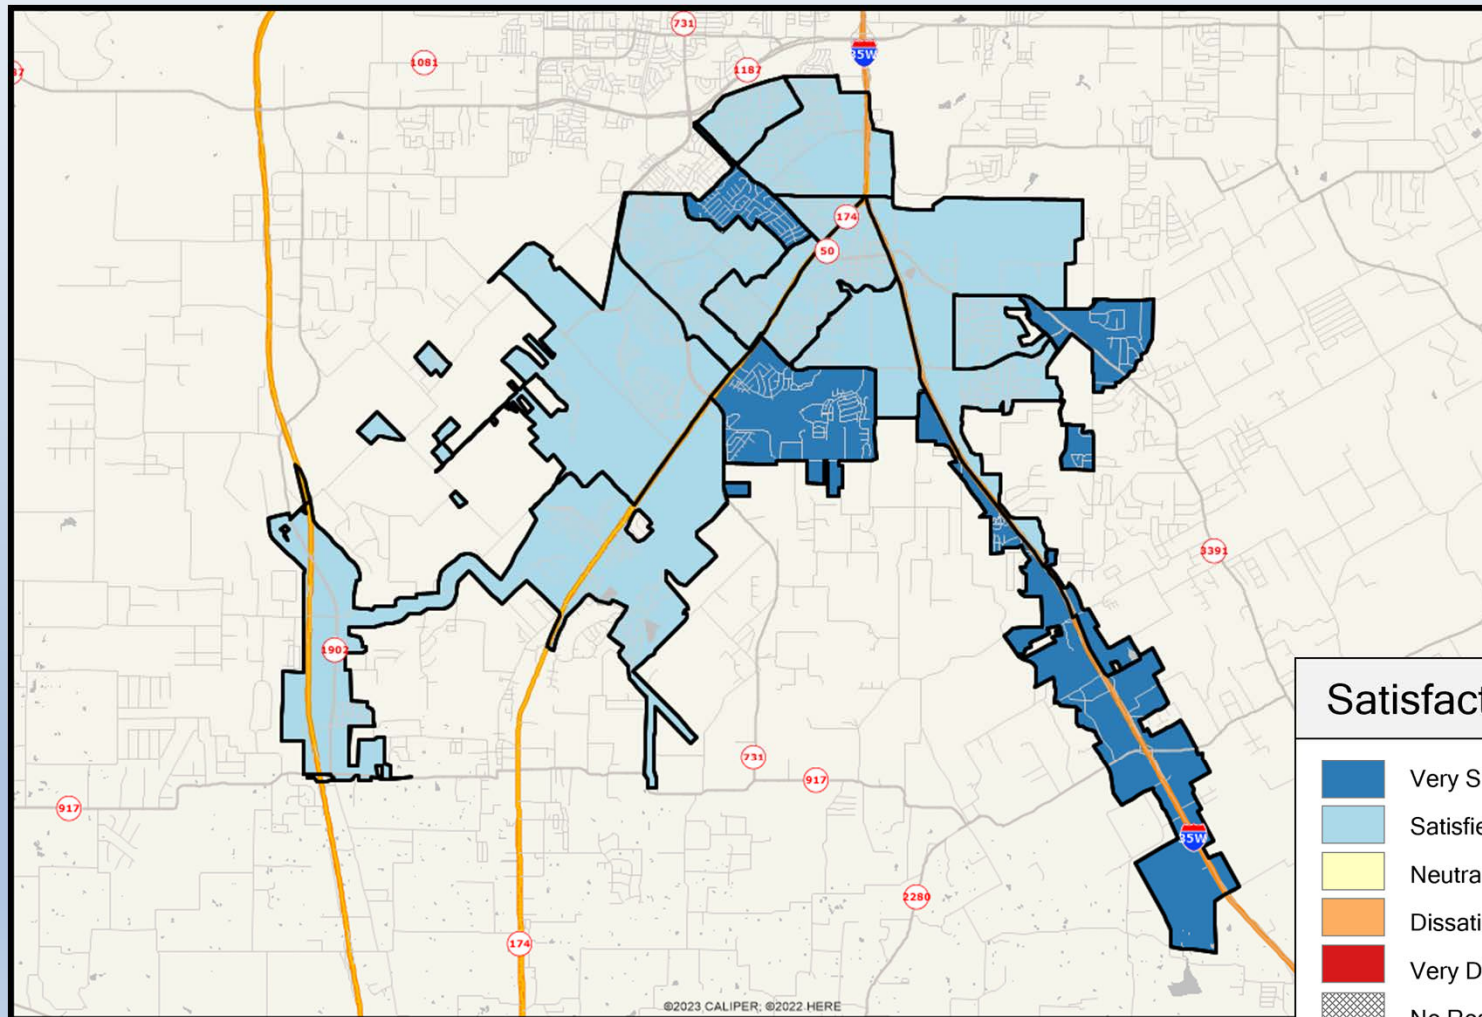 731
1081
1187
35W
174
50
3391
1902
731
917
917
35W
2280
174
©2023 CALIPER; ©2022 HERE
Satisfact
Very S
Satisfie
Neutra
Dissati
Very D